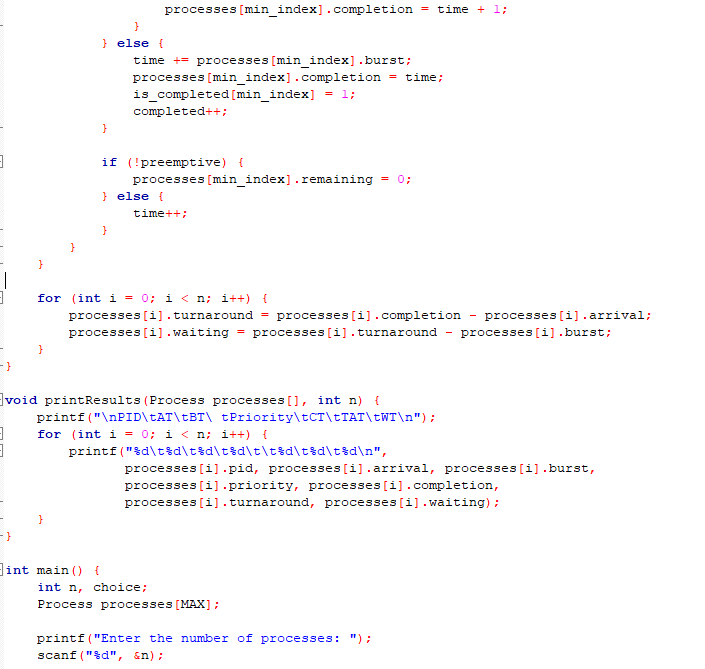 processes[min_index].completion = time + 1;
}
} else {
time += processes[min_index].burst;
processes[min_index].completion = time;
is_completed[min_index] = 1;
completed++;
}
if (!preemptive) {
processes[min_index].remaining = 0;
} else {
time++;
}
}
}
for (int i = 0; i < n; i++) {
processes[i].turnaround = processes[i].completion - processes[i].arrival;
processes[i].waiting = processes[i].turnaround - processes[i].burst;
}
}
void printResults(Process processes[], int n) {
printf("\nPID\tAT\tBT\ tPriority\tCT\tTAT\tWT\n");
for (int i = 0; i < n; i++) {
printf("%d\t%d\t%d\t%d\t\t%d\t%d\t%d\n",
processes[i].pid, processes[i].arrival, processes[i].burst,
processes[i].priority, processes[i].completion,
processes[i].turnaround, processes[i].waiting);
}
}
int main() {
int n, choice;
Process processes[MAX];
printf("Enter the number of processes: ");
scanf("%d", &n);